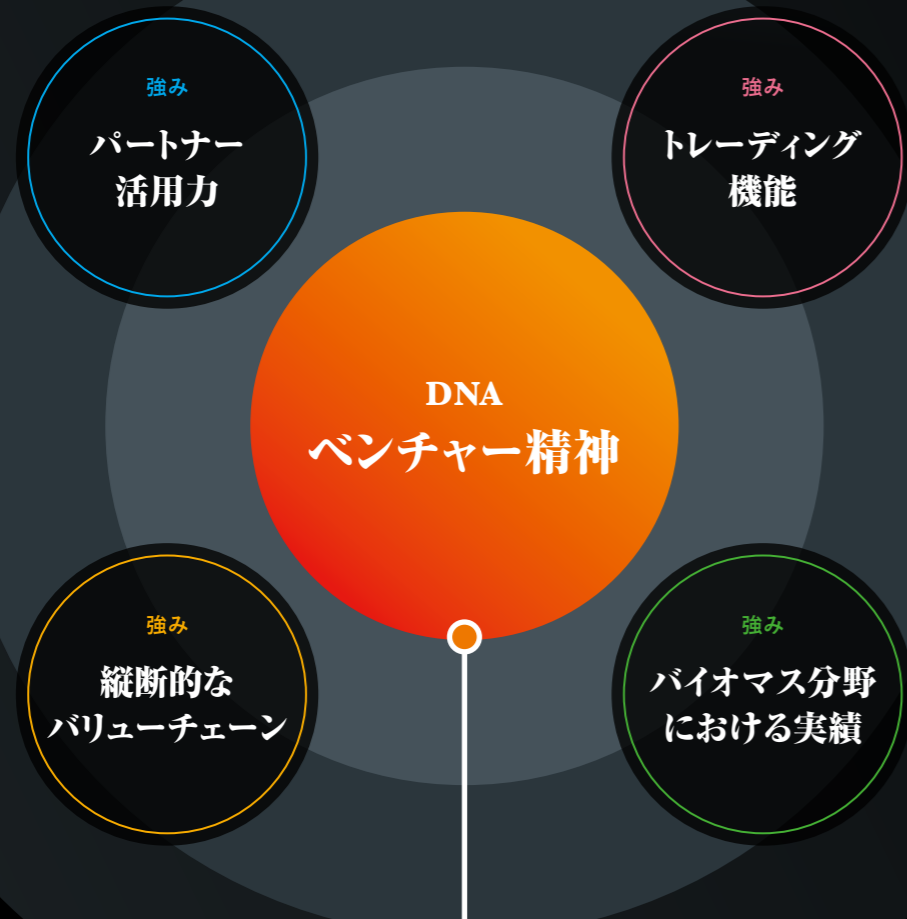 強み
パートナー
活用力
強み
トレーディング
機能
DNA
ベンチャー精神
強み
縦断的な
バリューチェーン
強み
バイオマス分野
における実績